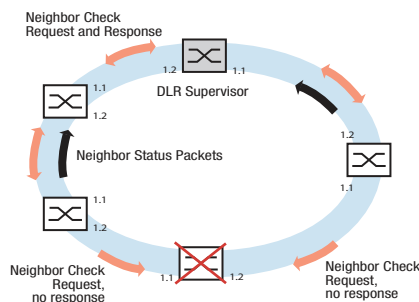 Neighbor Check
Request and Response
1.2
1.1
DLR Supervisor
1.1
1.2
1.2
1.1
Neighbor Status Packets
1.1
1.2
1.1
1.2
Neighbor Check
Request,
no response
Neighbor Check
Request,
no response